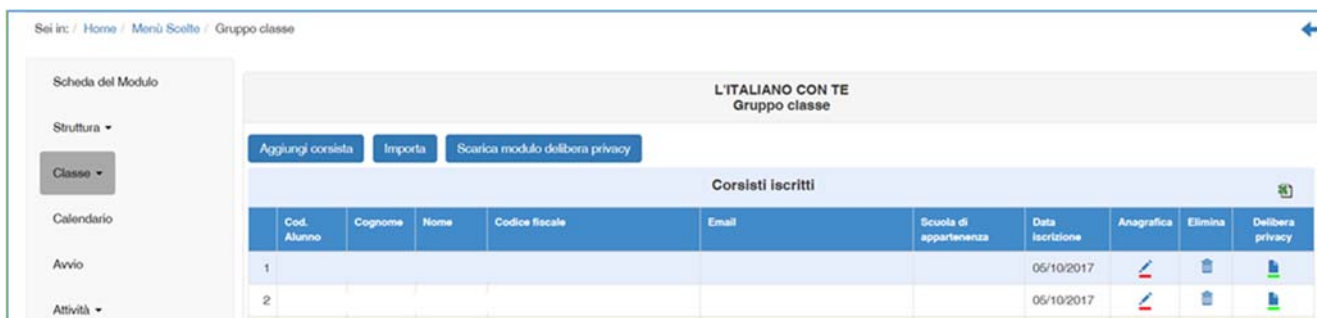 Sei in: / Home / Menù Scelte / Gruppo classe
Scheda del Modulo
Struttura
Classe
Calendario
Avvio
Attività
L'ITALIANO CON TE
Gruppo classe
Aggiungi corsista Importa Scarica modulo delibera privacy
Corsisti iscritti
Cod. Alunno Cognome Nome Codice fiscale Email Scuola di appartenenza Data iscrizione Anagrafica Elimina Delibera privacy
1 05/10/2017
2 05/10/2017